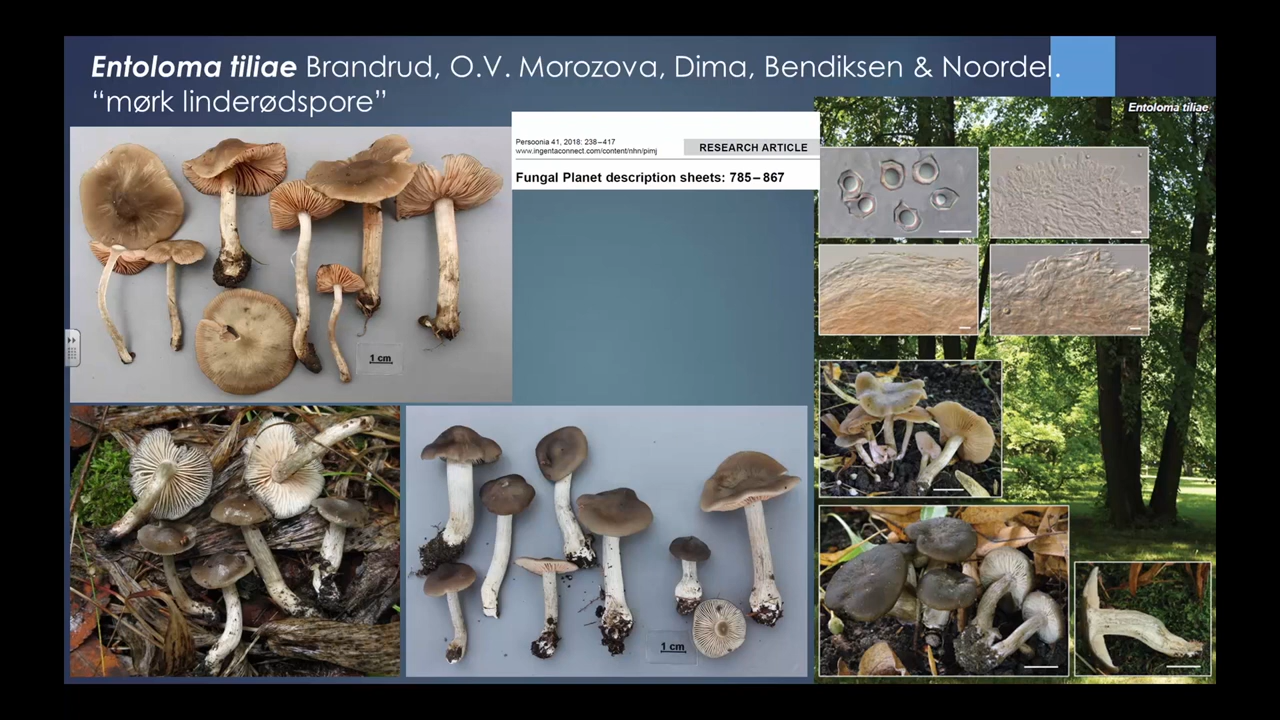 Entoloma tiliae Brandrud, O.V. Morozova, Dima, Bendiksen & Noordel.
“mørk linderødspore”
Persoonia 41, 2018: 238–417
www.ingentaconnect.com/content/nhn/pimj
RESEARCH ARTICLE
Fungal Planet description sheets: 785–867
Entoloma tiliae
1 cm
1 cm